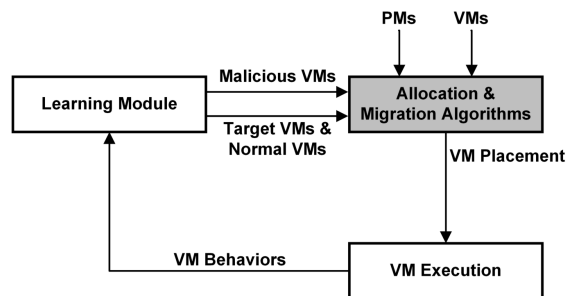 PMs VMs
Malicious VMs
Learning Module
Allocation &
Migration Algorithms
Target VMs &
Normal VMs
VM Placement
VM Behaviors
VM Execution